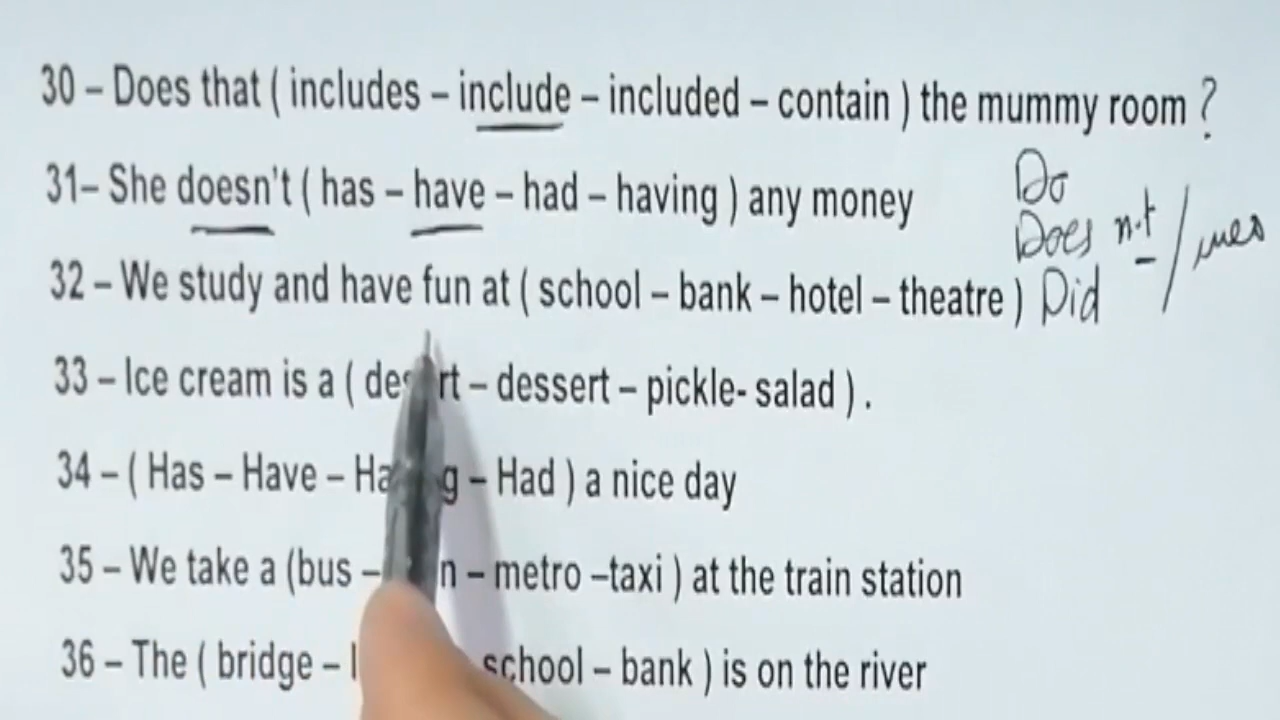 30 – Does that ( includes – include – included – contain ) the mummy room ?
31– She doesn't ( has – have – had – having ) any money
Do
Does n.t /
32 – We study and have fun at ( school – bank – hotel – theatre ) Did
33 – Ice cream is a ( – dessert – pickle- salad ) .
34 – ( Has – Have – – Had ) a nice day
35 – We take a (bus – – metro –taxi ) at the train station
36 – The ( bridge – school – bank ) is on the river